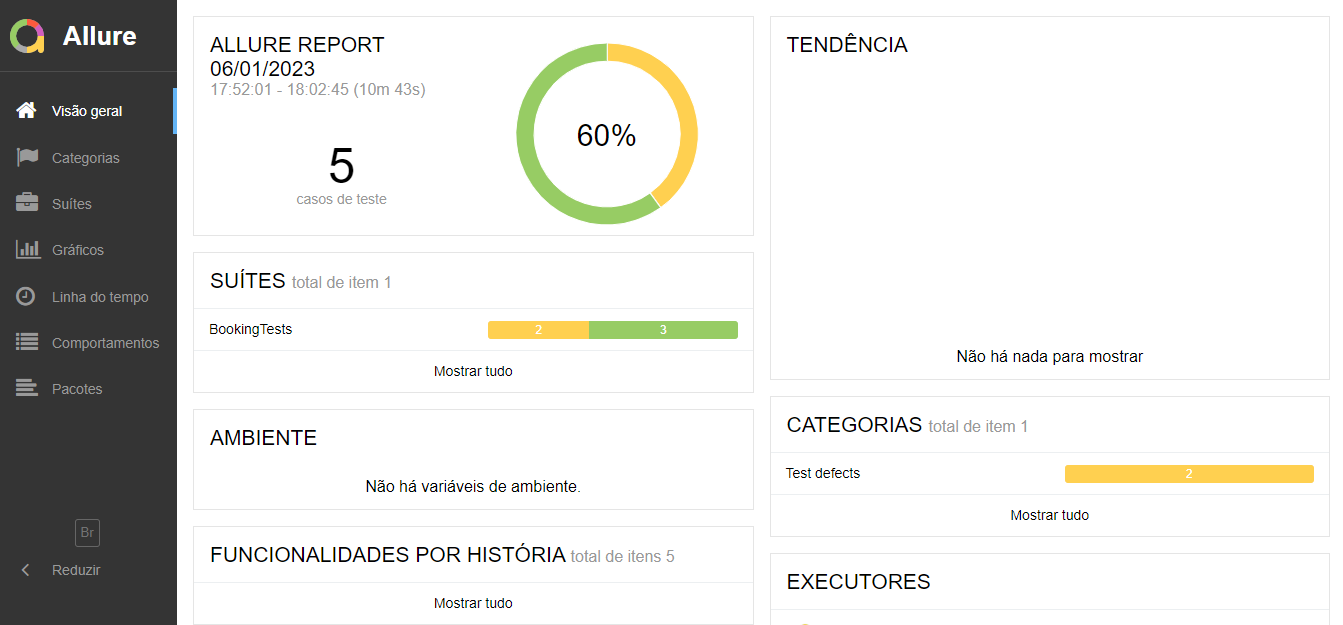 Allure
Visão geral
Categorias
Suítes
Gráficos
Linha do tempo
Comportamentos
Pacotes
Br
Reduzir
ALLURE REPORT
06/01/2023
17:52:01 - 18:02:45 (10m 43s)
5
casos de teste
60%
SUÍTES total de item 1
BookingTests 2 3
Mostrar tudo
AMBIENTE
Não há variáveis de ambiente.
FUNCIONALIDADES POR HISTÓRIA total de itens 5
Mostrar tudo
TENDÊNCIA
Não há nada para mostrar
CATEGORIAS total de item 1
Test defects 2
Mostrar tudo
EXECUTORES